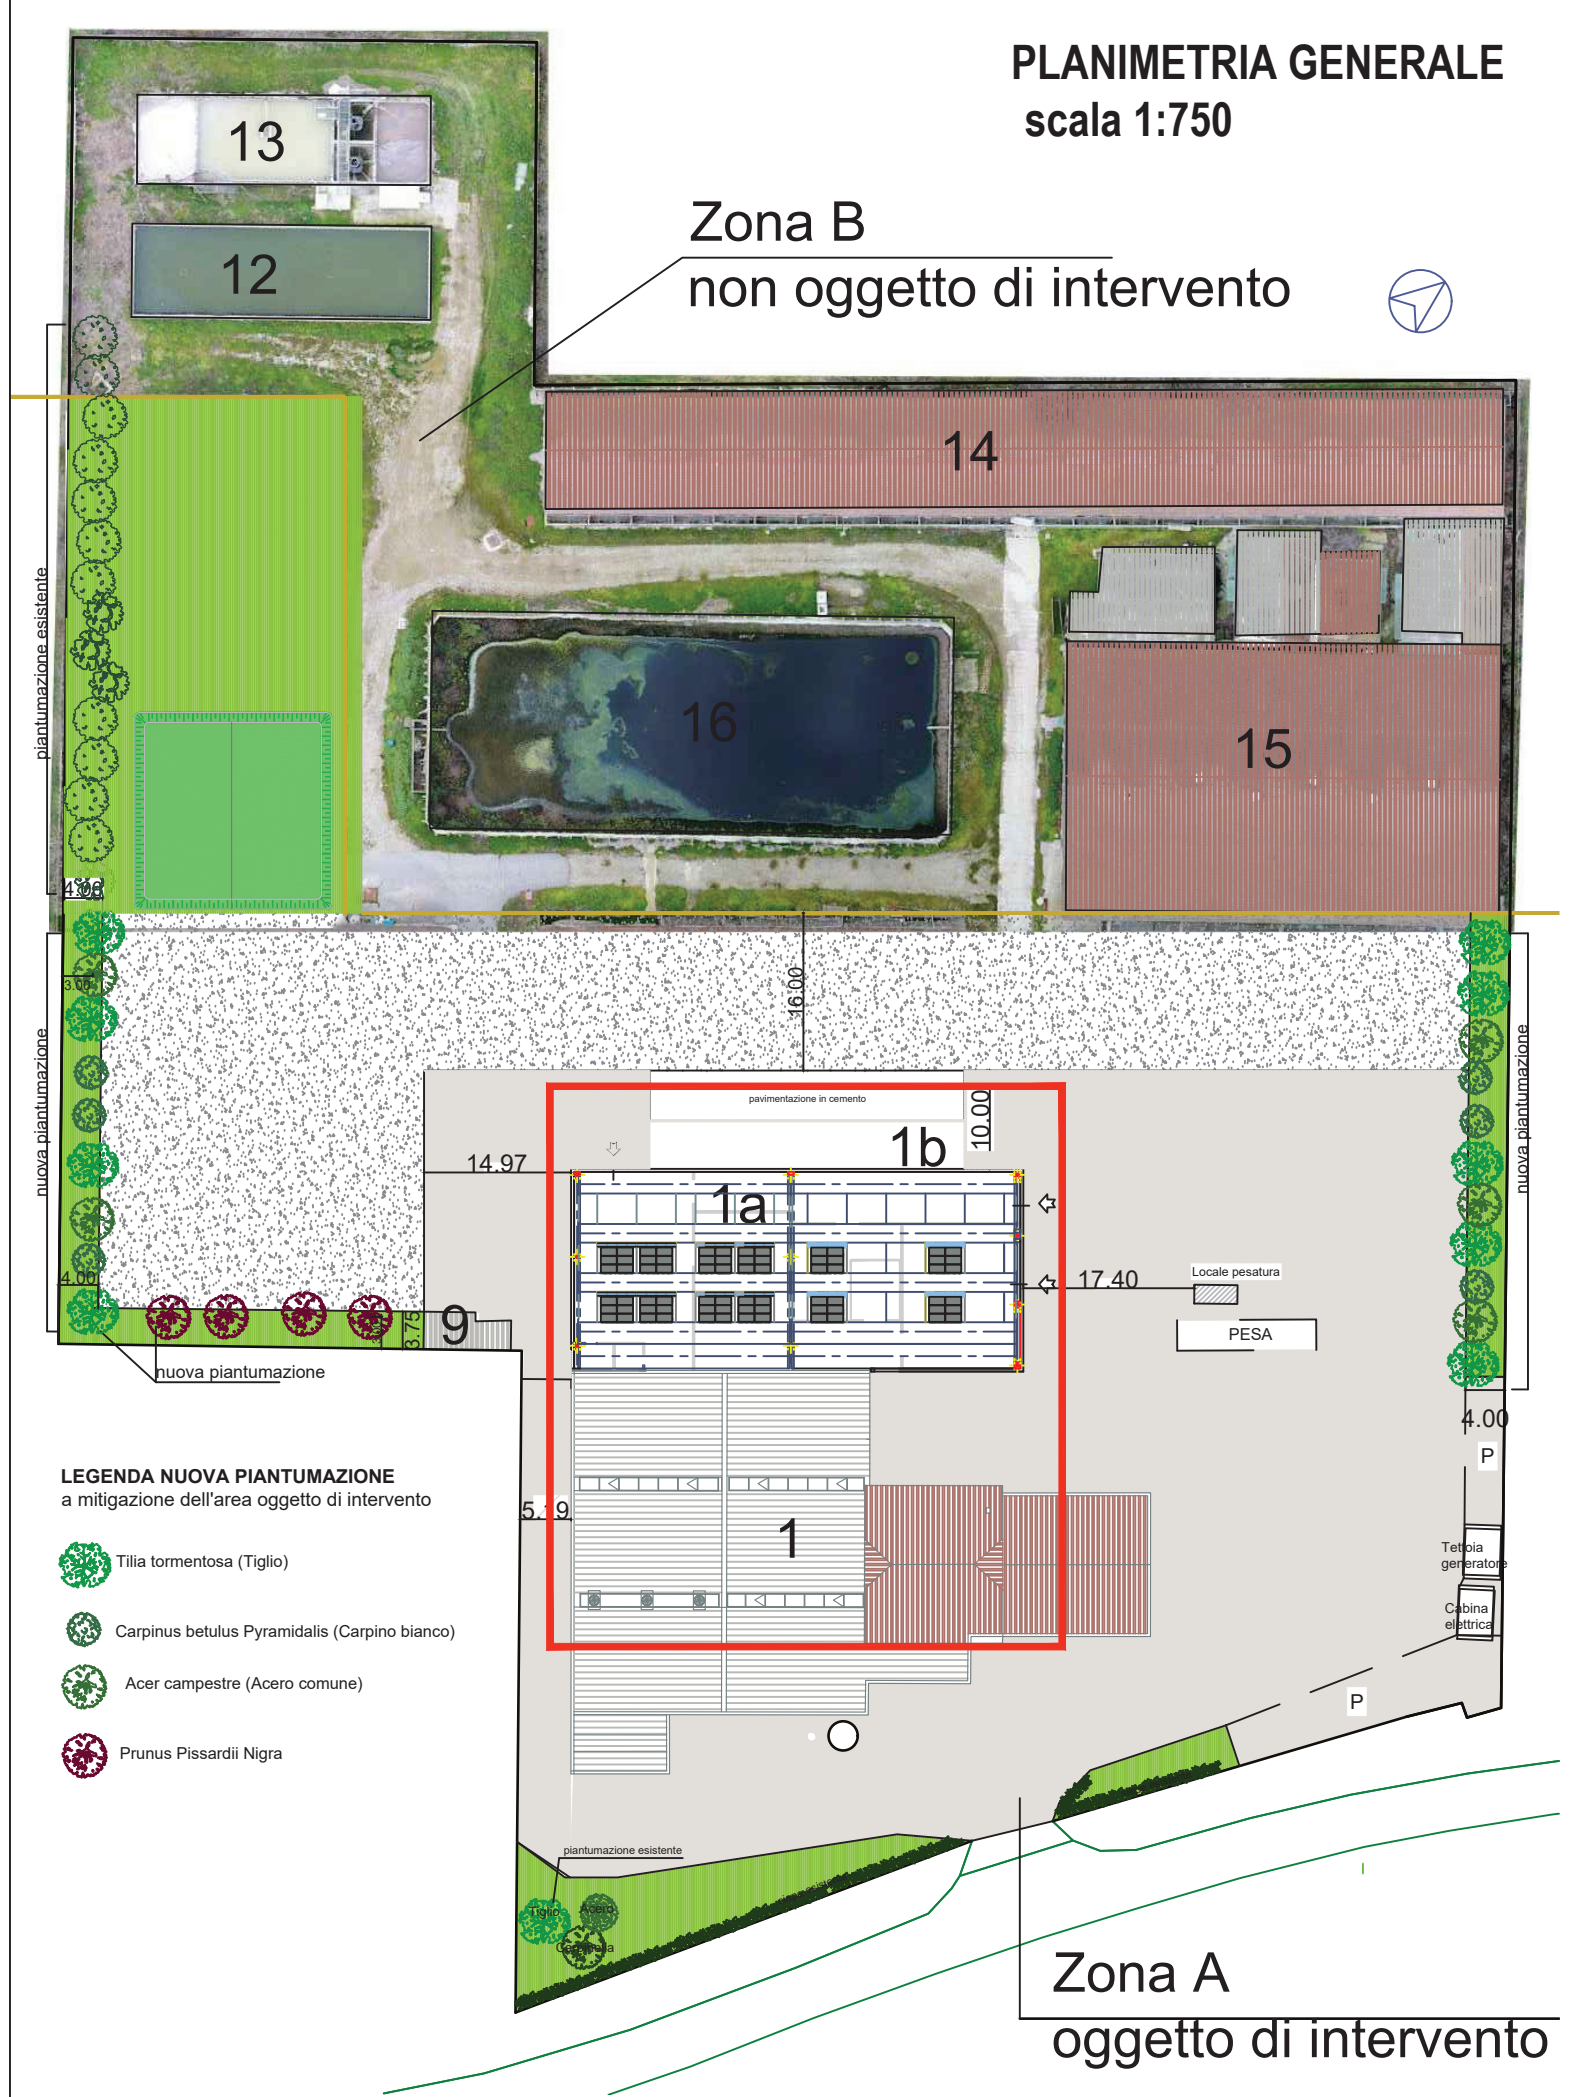 PLANIMETRIA GENERALE
scala 1:750
13
Zona B
12
non oggetto di intervento
14
piantumazione esistente
16
15
4.00
3.00
16.00
nuova piantumazione
nuova piantumazione
pavimentazione in cemento
10.00
1b
14.97
1a
17.40
Locale pesatura
4.00
9
3.75
PESA
nuova piantumazione
4.00
P
LEGENDA NUOVA PIANTUMAZIONE
a mitigazione dell'area oggetto di intervento
5.19
1
Tettoia
generatore
Tilia tormentosa (Tiglio)
Cabina
elettrica
Carpinus betulus Pyramidalis (Carpino bianco)
Acer campestre (Acero comune)
P
Prunus Pissardii Nigra
piantumazione esistente
Tiglio
Acero
Zona A
oggetto di intervento